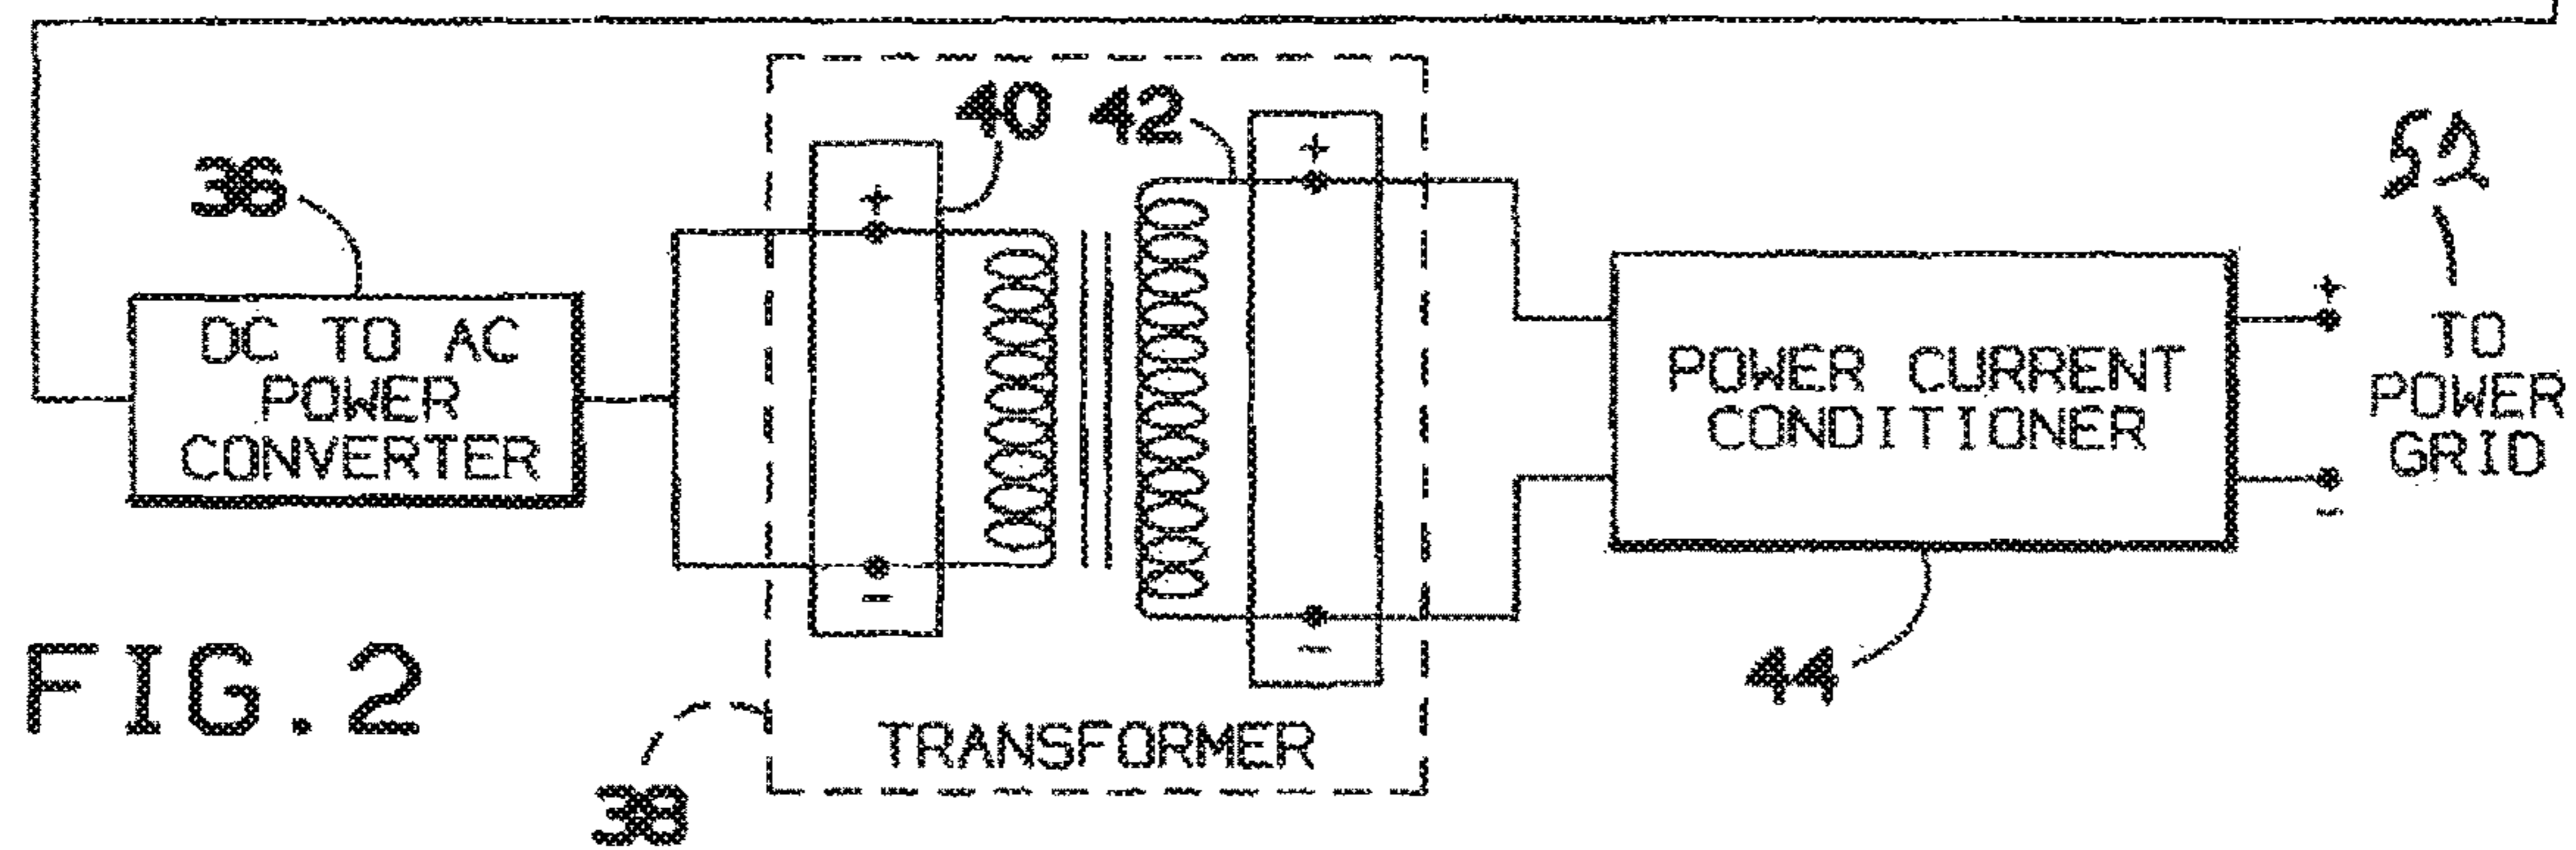 40 42
52
36
+
+
+
DC TO AC
POWER
CONVERTER
POWER CURRENT
CONDITIONER
TO
POWER
GRID
-
-
-
44
FIG.2
TRANSFORMER
38